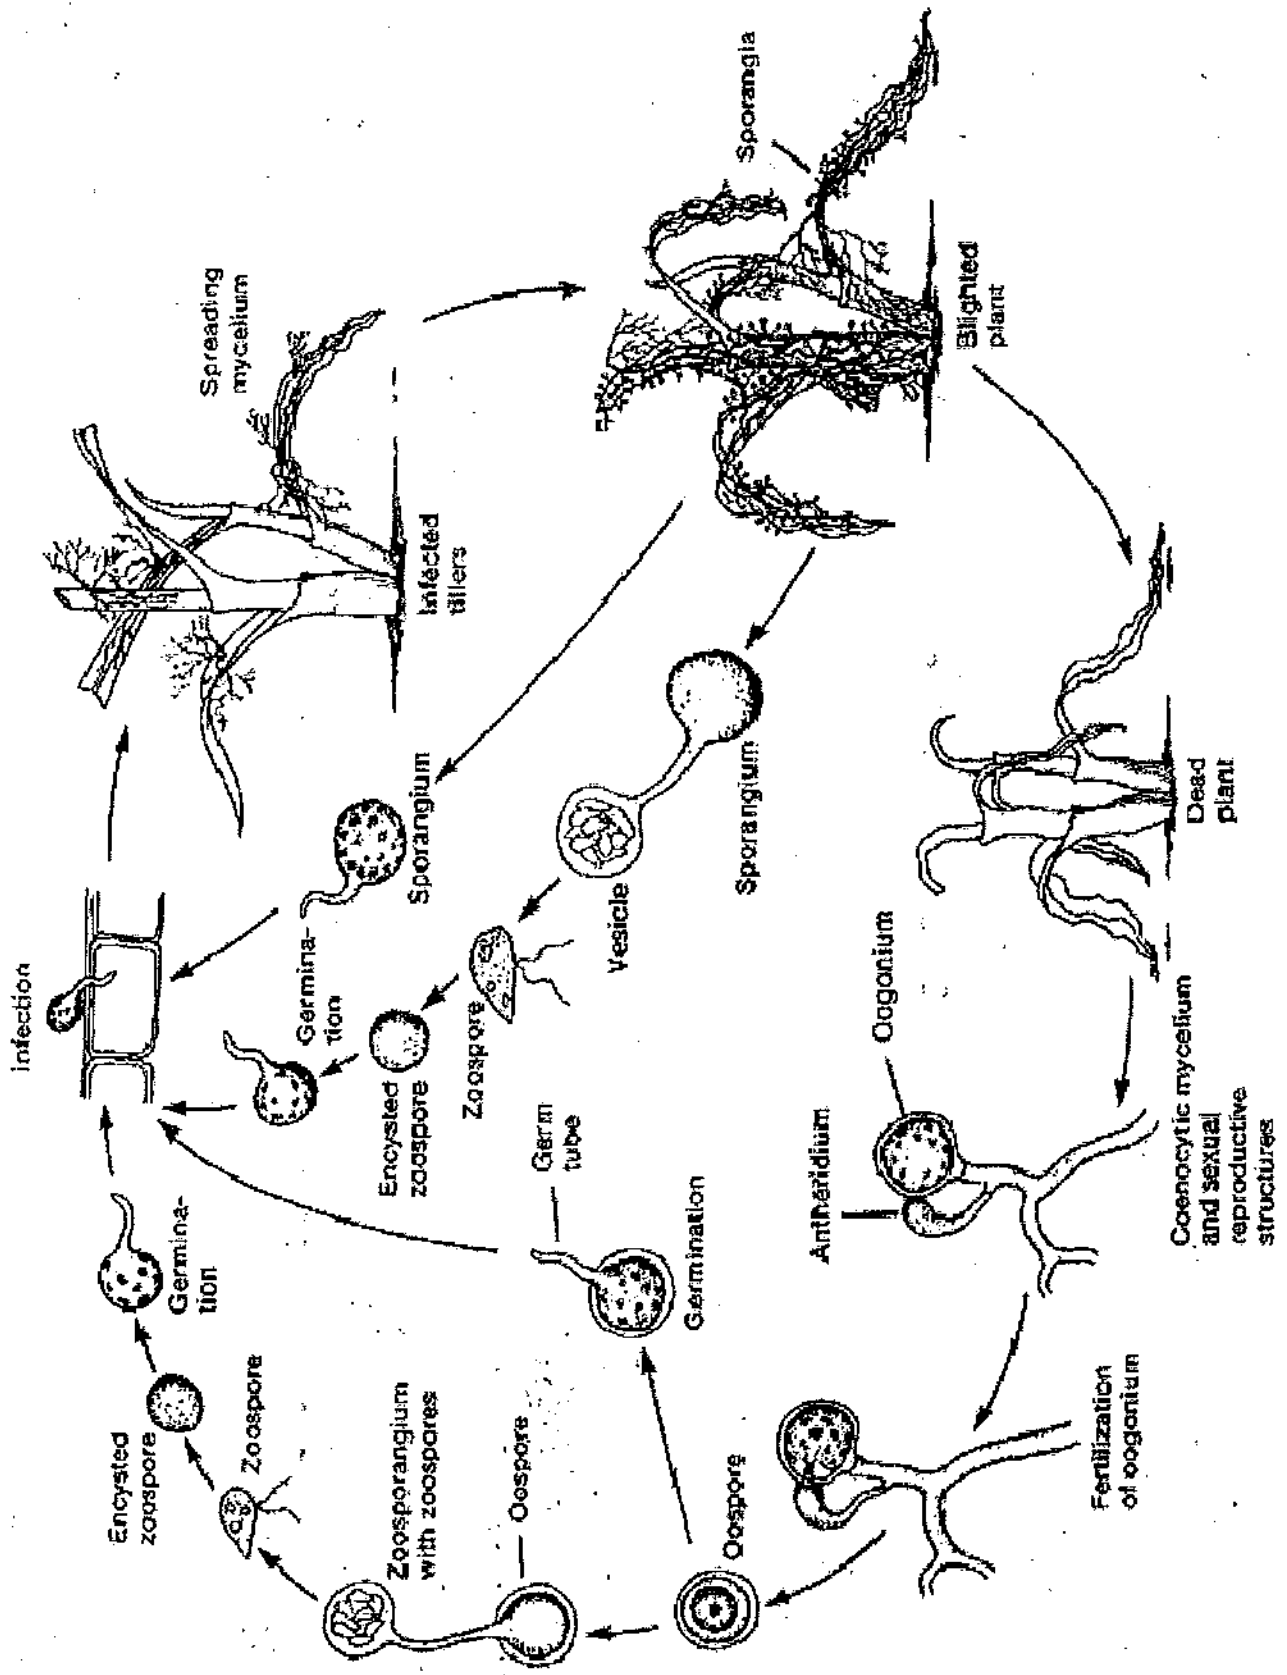 Infection
Encysted
zoospore
Germina-
tion
Zoospore
Zoosporangium
with zoospores
Oospore
Oospore
Germ
tube
Germination
Encysted
zoospore
Germina-
tion
Zoospore
Vesicle
Sporangium
Sporangium
Infected
tillers
Spreading
mycelium
Sporangia
Blighted
plant
Dead
plant
Oogonium
Antheridium
Coenocytic mycelium
and sexual
reproductive
structures
Fertilization
of oogonium